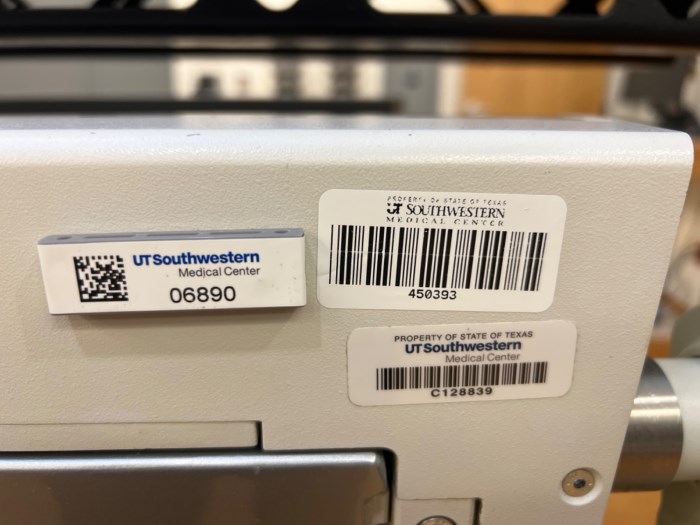 UTSouthwestern
Medical Center
06890
PROPERTY OF STATE OF TEXAS
UT SOUTHWESTERN
MEDICAL CENTER
450393
PROPERTY OF STATE OF TEXAS
UTSouthwestern
Medical Center
C128839